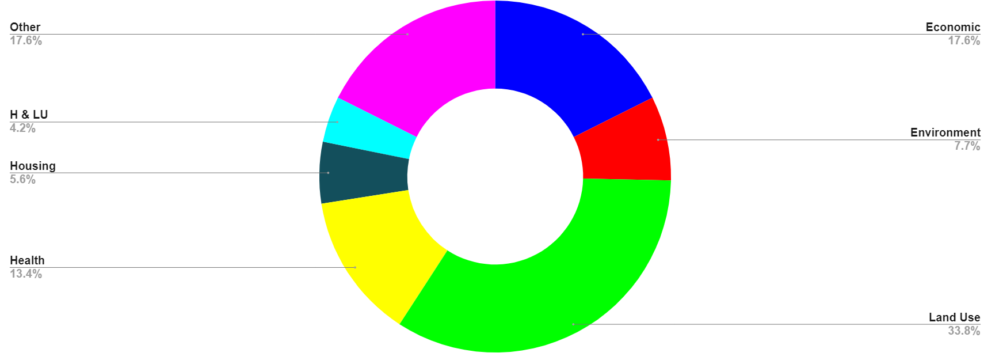 Other
17.6%
Economic
17.6%
H & LU
4.2%
Environment
7.7%
Housing
5.6%
Health
13.4%
Land Use
33.8%